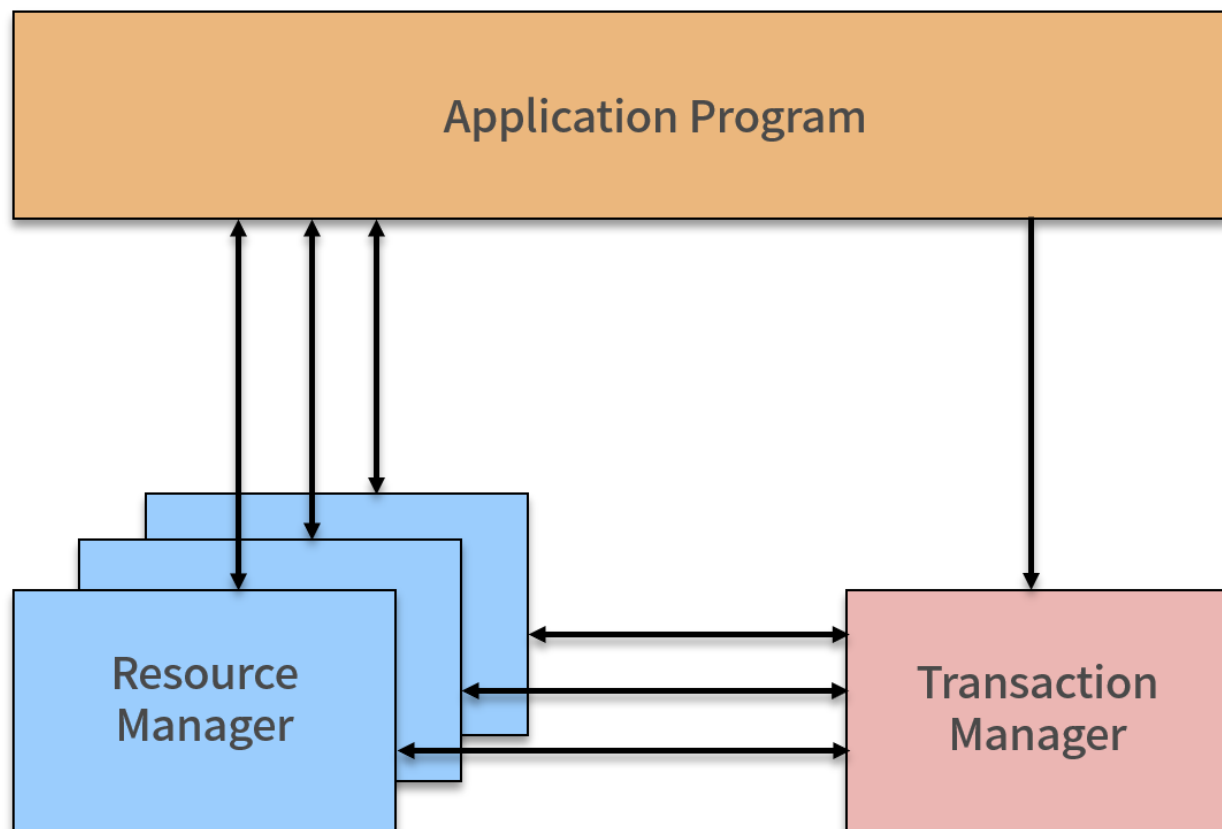 Application Program
Resource
Manager
Transaction
Manager